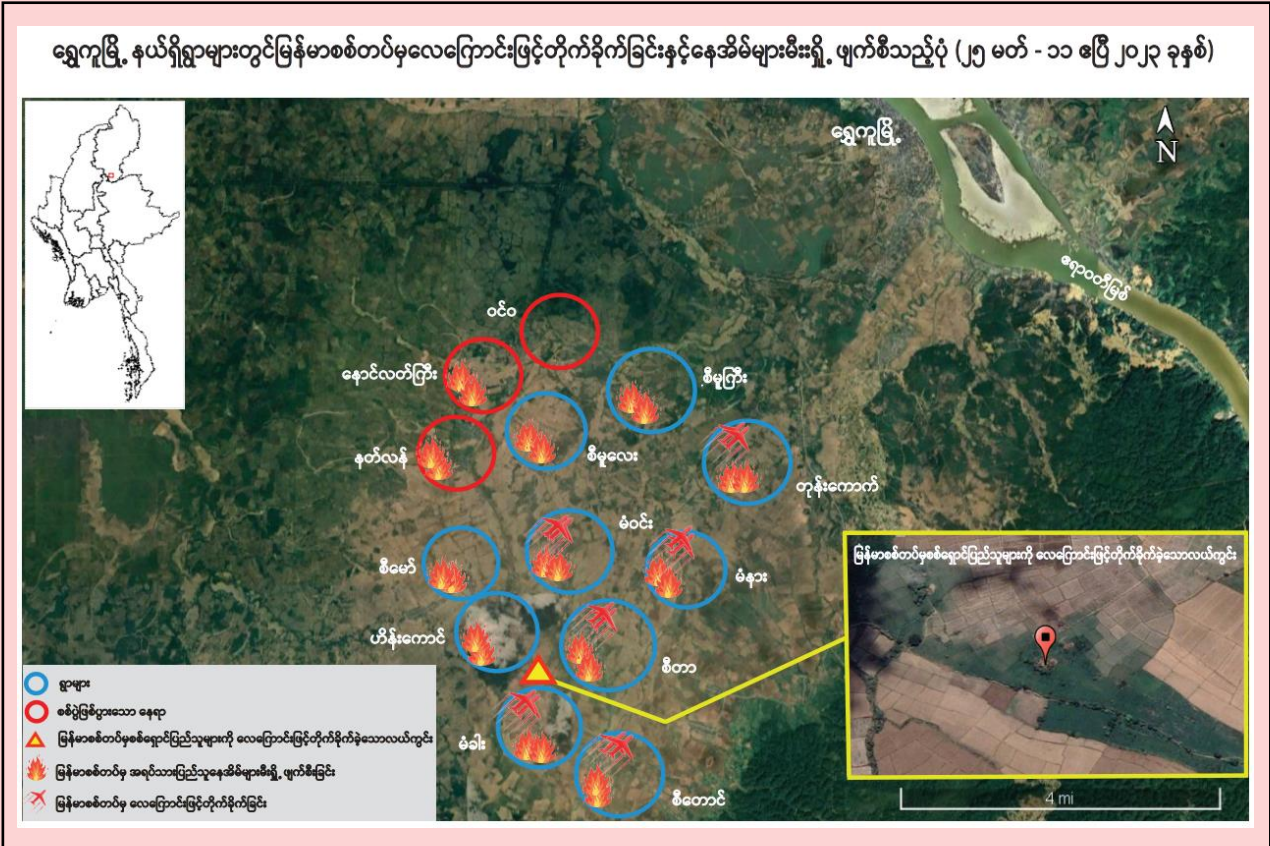 ရွှေကူမြို့နယ်ရှိရွာများတွင်မြန်မာစစ်တပ်မှလေကြောင်းဖြင့်တိုက်ခိုက်ခြင်းနှင့်နေအိမ်များမီးရှို့ ဖျက်စီသည့်ပုံ (၂၅ မတ် - ၁၁ ဧပြီ ၂၀၂၃ ခုနှစ်)
ရွှေကူမြို့
N
ဧရာဝတီမြစ်
ဝင်ဝ
နောင်လတ်ကြီး
စီမူကြီး
နတ်လန်
စီမူလေး
တုန်းကောက်
မံဝင်း
စီမော်
မံနား
ဟိန်းကောင်
စီတာ
မံခါး
စီတောင်
မြန်မာစစ်တပ်မှစစ်ရှောင်ပြည်သူများကို လေကြောင်းဖြင့်တိုက်ခိုက်ခဲ့သောလယ်ကွင်း
4 mi
ရွာများ
စစ်ပွဲဖြစ်ပွားသော နေရာ
မြန်မာစစ်တပ်မှစစ်ရှောင်ပြည်သူများကို လေကြောင်းဖြင့်တိုက်ခိုက်ခဲ့သောလယ်ကွင်း
မြန်မာစစ်တပ်မှ အရပ်သားပြည်သူနေအိမ်များမီးရှို့ ဖျက်စီးခြင်း
မြန်မာစစ်တပ်မှ လေကြောင်းဖြင့်တိုက်ခိုက်ခြင်း